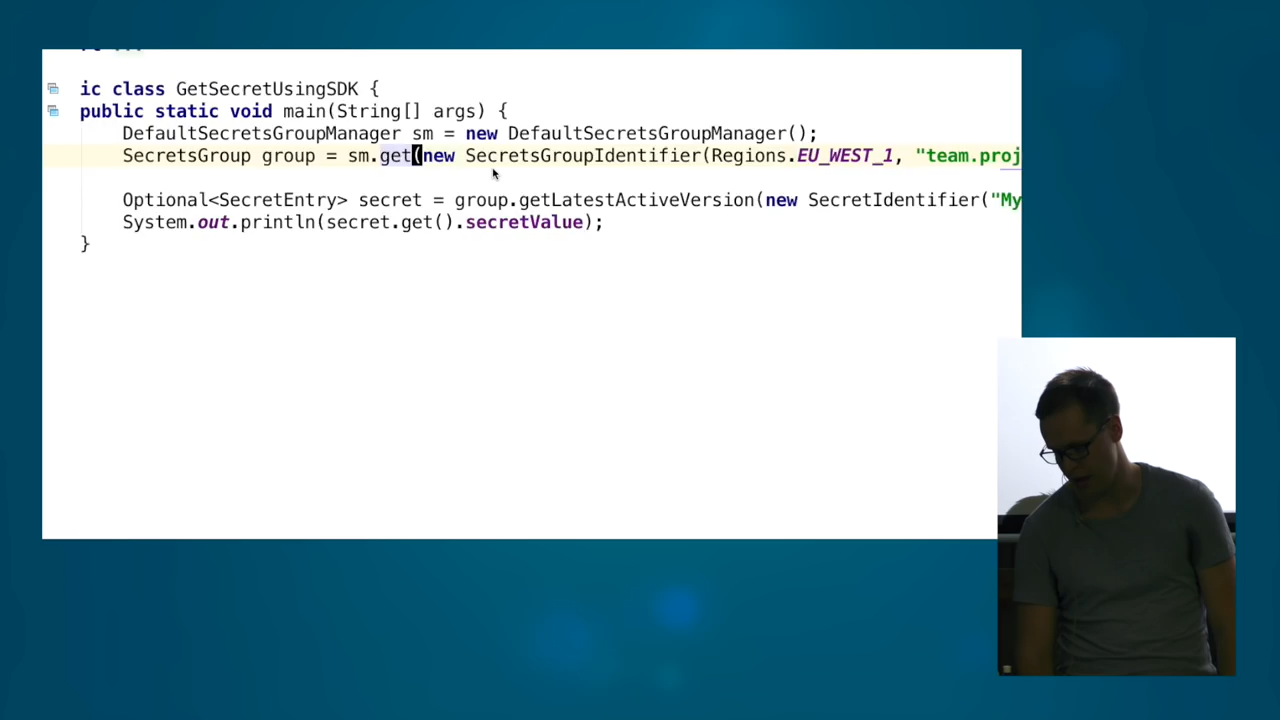 ic class GetSecretUsingSDK {
public static void main(String[] args) {
DefaultSecretsGroupManager sm = new DefaultSecretsGroupManager();
SecretsGroup group = sm.get(new SecretsGroupIdentifier(Regions.EU_WEST_1, "team.proj
Optional<SecretEntry> secret = group.getLatestActiveVersion(new SecretIdentifier("My
System.out.println(secret.get().secretValue);
}